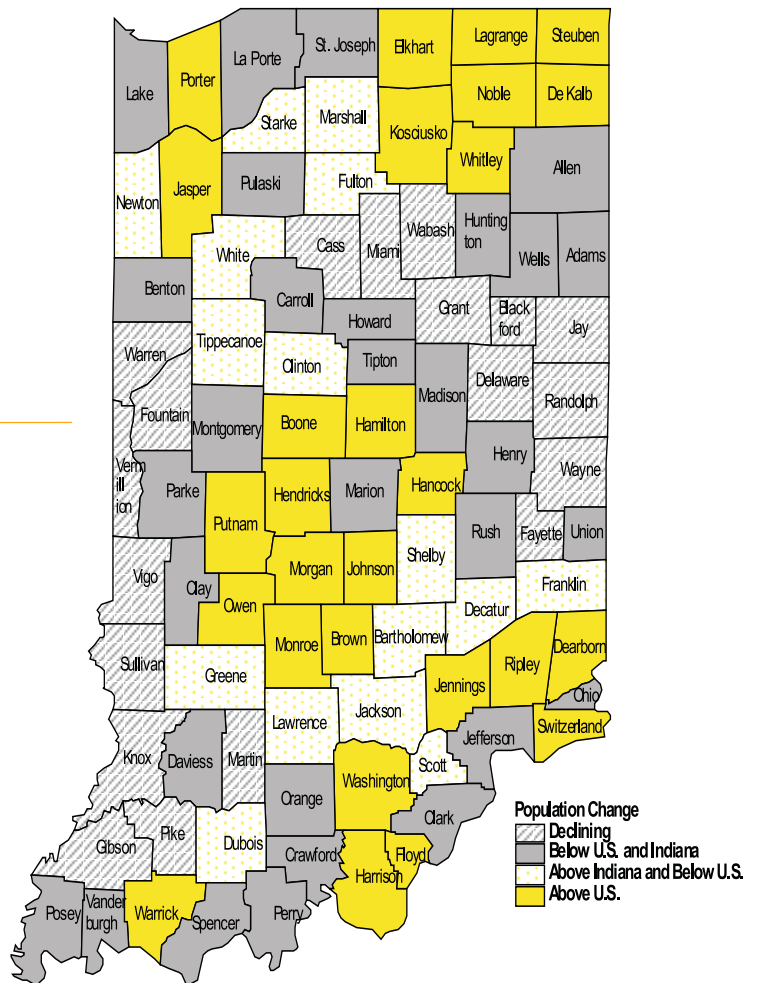 St. Joseph
Elkhart
Lagrange
Steuben
La Porte
Porter
Lake
Noble
De Kalb
Starke
Marshall
Kosciusko
Whitley
Allen
Newton
Jasper
Pulaski
Fulton
Cass
Miami
Wabash
Hunting
ton
Wells
Adams
White
Benton
Carroll
Howard
Grant
Black
ford
Jay
Warren
Tippecanoe
Clinton
Tipton
Madison
Delaware
Randolph
Fountain
Montgomery
Boone
Hamilton
Henry
Wayne
Verm
ill
ion
Parke
Putnam
Hendricks
Marion
Hancock
Rush
Fayette
Union
Shelby
Vigo
Clay
Morgan
Johnson
Franklin
Owen
Decatur
Sullivan
Greene
Monroe
Brown
Bartholomew
Jennings
Ripley
Dearborn
Ohio
Switzerland
Lawrence
Jackson
Jefferson
Knox
Daviess
Martin
Scott
Washington
Orange
Clark
Gibson
Pike
Dubois
Crawford
Harrison
Floyd
Posey
Vander
burgh
Warrick
Spencer
Perry
Population Change
Declining
Below U.S. and Indiana
Above Indiana and Below U.S.
Above U.S.